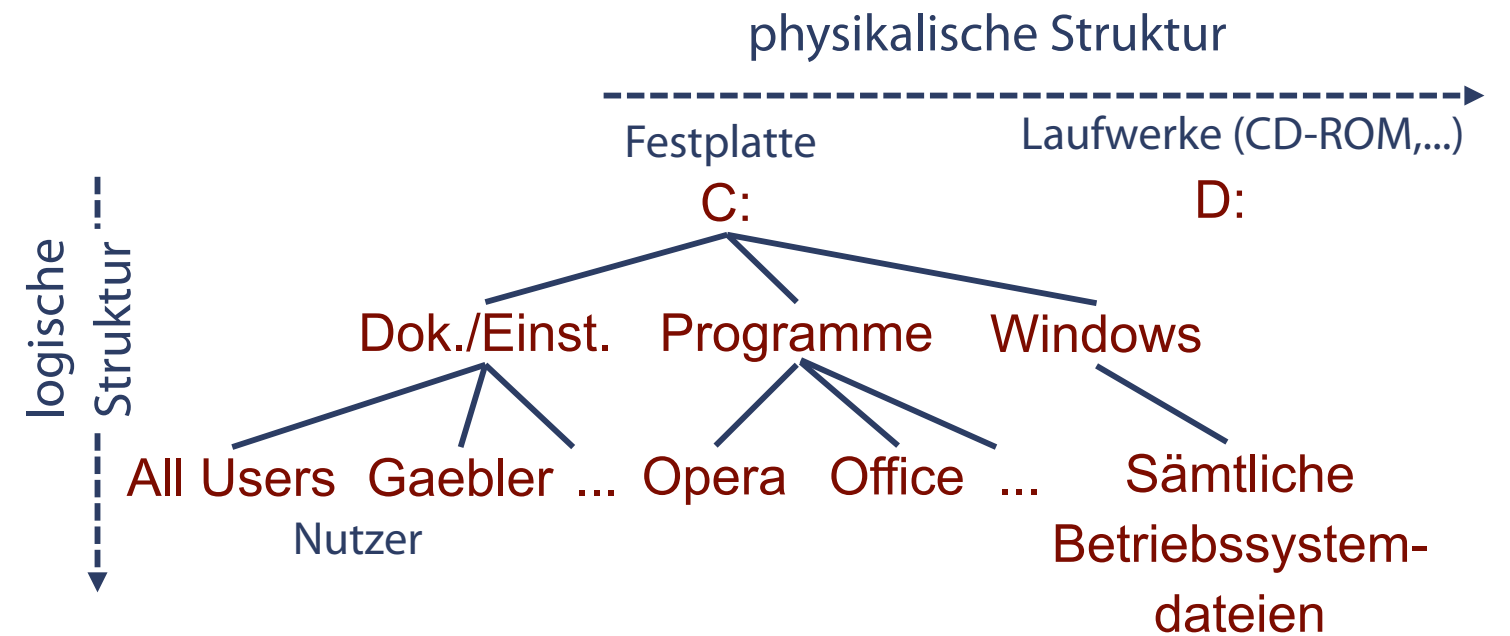 physikalische Struktur
Festplatte Laufwerke (CD-ROM,...)
C: D:
logische
Struktur
Dok./Einst. Programme Windows
All Users Gaebler ... Opera Office ... Sämtliche
Nutzer Betriebssystem-
dateien